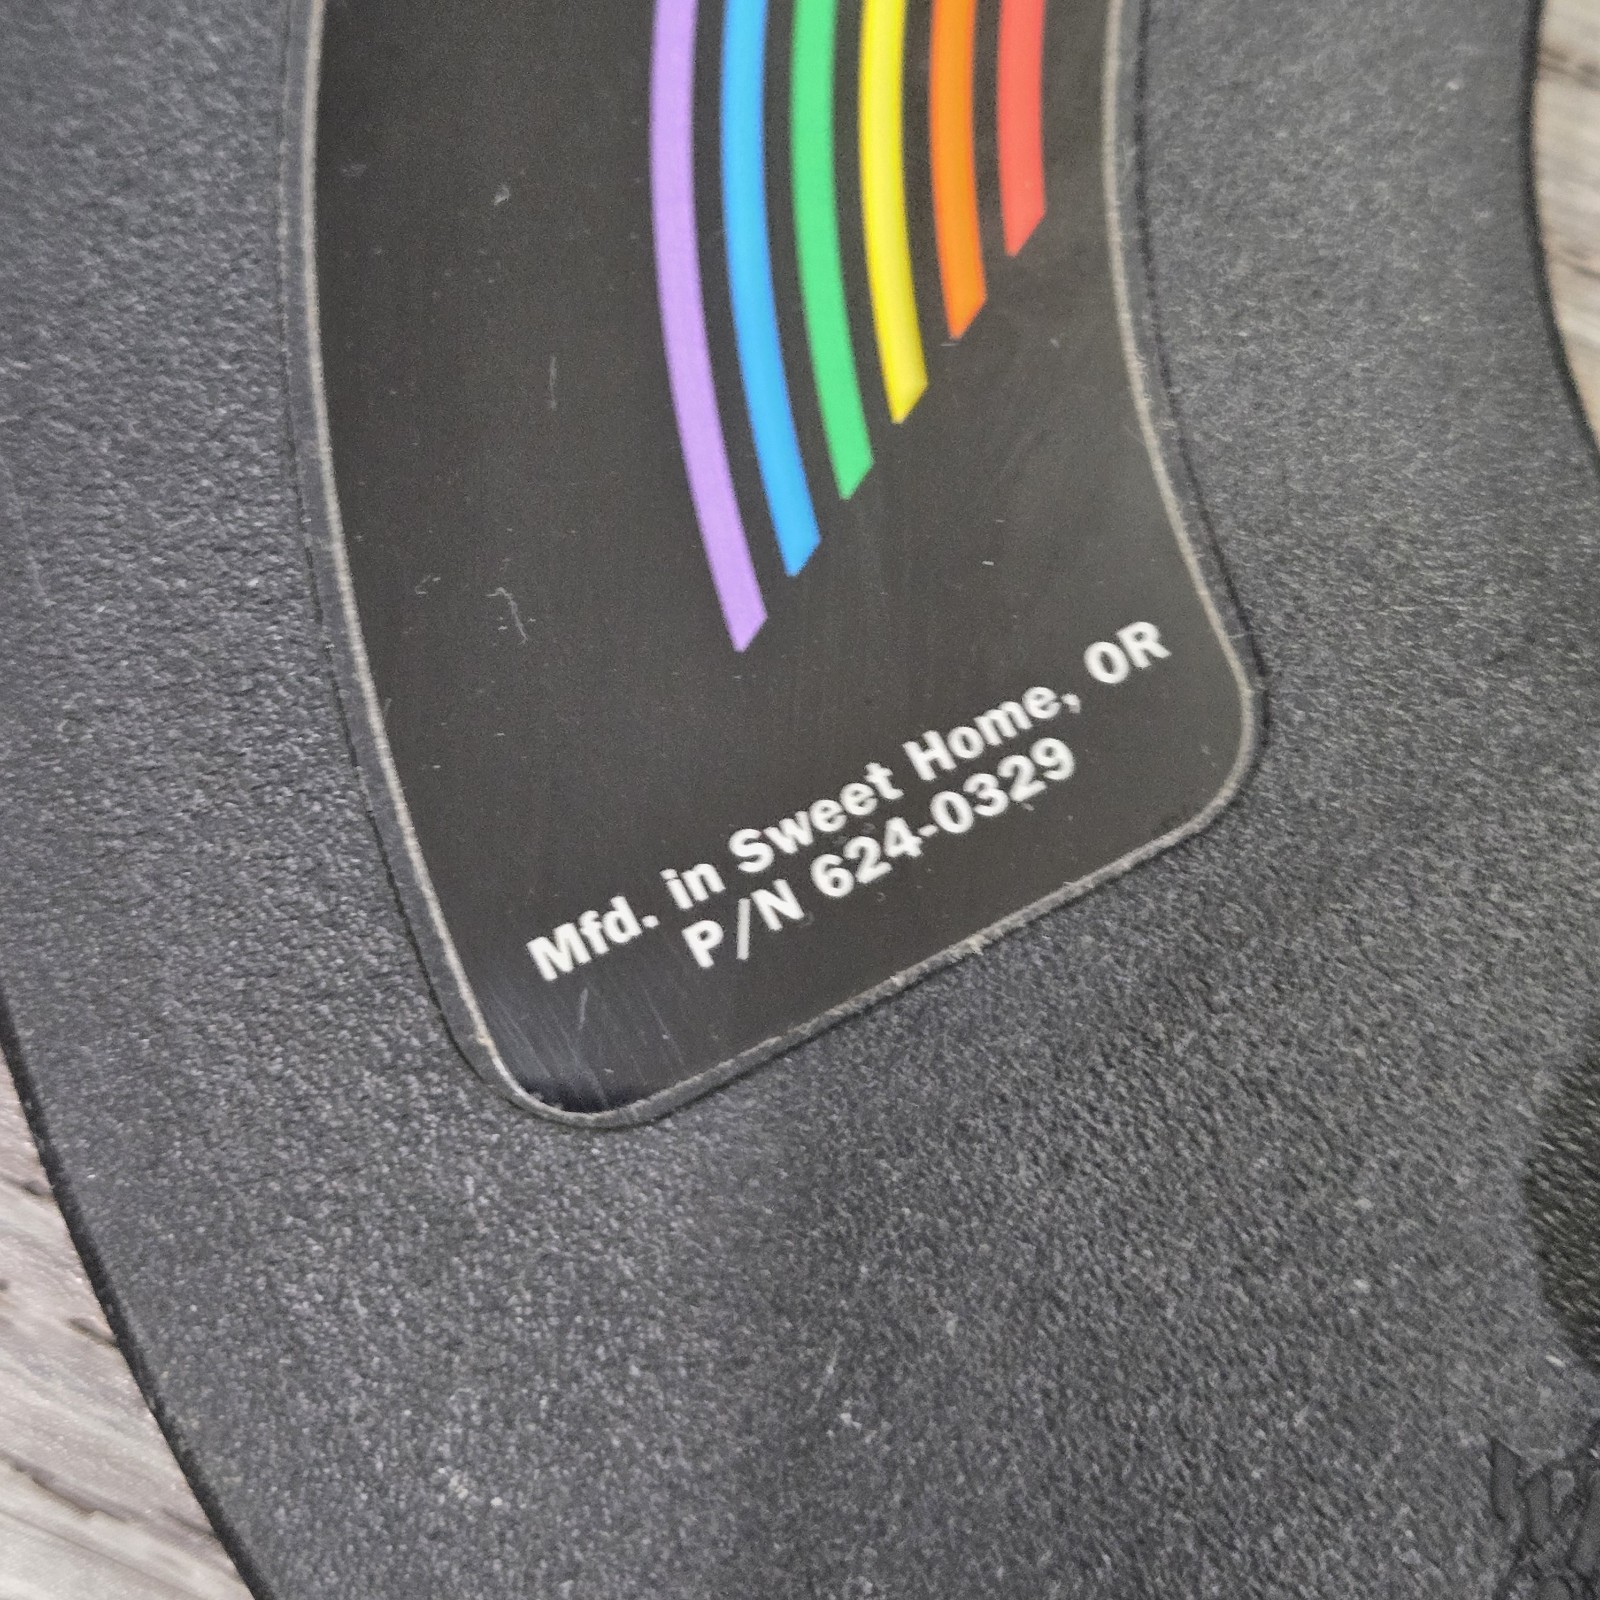 Mfd. in Sweet Home, OR
P/N 624-0329